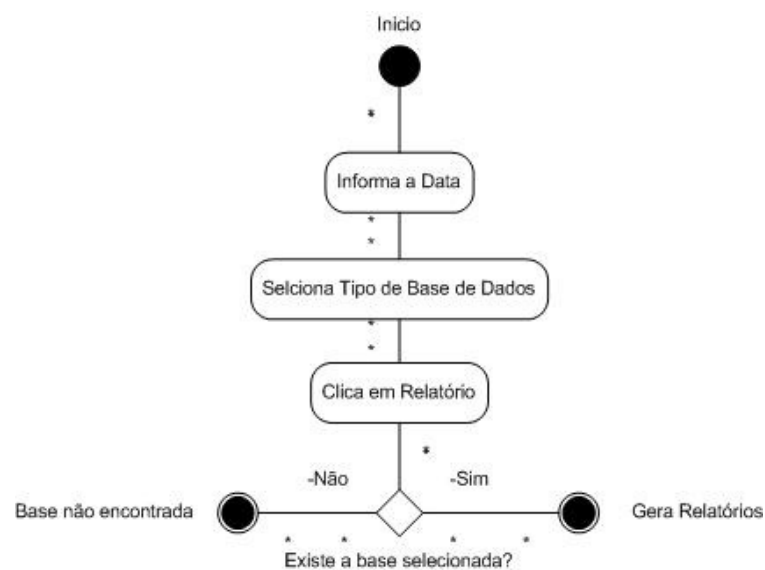 Inicio
*
Informa a Data
*
*
Selciona Tipo de Base de Dados
*
*
Clica em Relatório
*
-Não
-Sim
Base não encontrada
Gera Relatórios
* * * *
Existe a base selecionada?